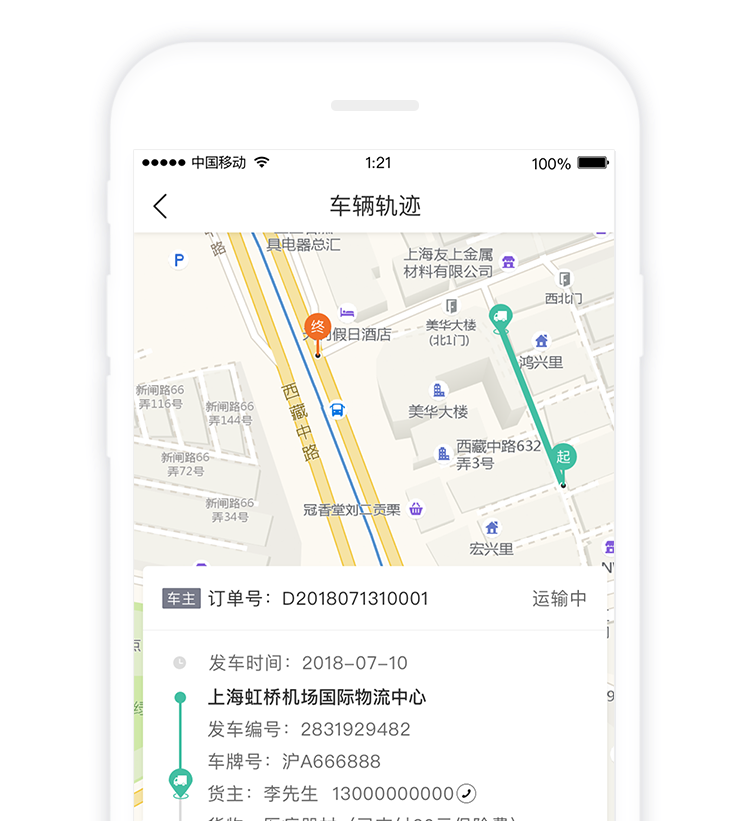 中国移动 1:21 100%
车辆轨迹
中
路
具电器总汇
P
上海友上金属
材料有限公司
西北门
终
假日酒店
美华大楼
(北1门)
鸿兴里
新闸路66
弄116号
新闸路66
弄144号
西藏中路
美华大楼
西藏中路632
弄3号
起
新闸路66
弄72号
新闸路66
弄34号
冠香堂刘二贡栗
宏兴里
车主 订单号：D2018071310001 运输中
发车时间：2018-07-10
上海虹桥机场国际物流中心
发车编号：2831929482
车牌号：沪A666888
货主：李先生 13000000000